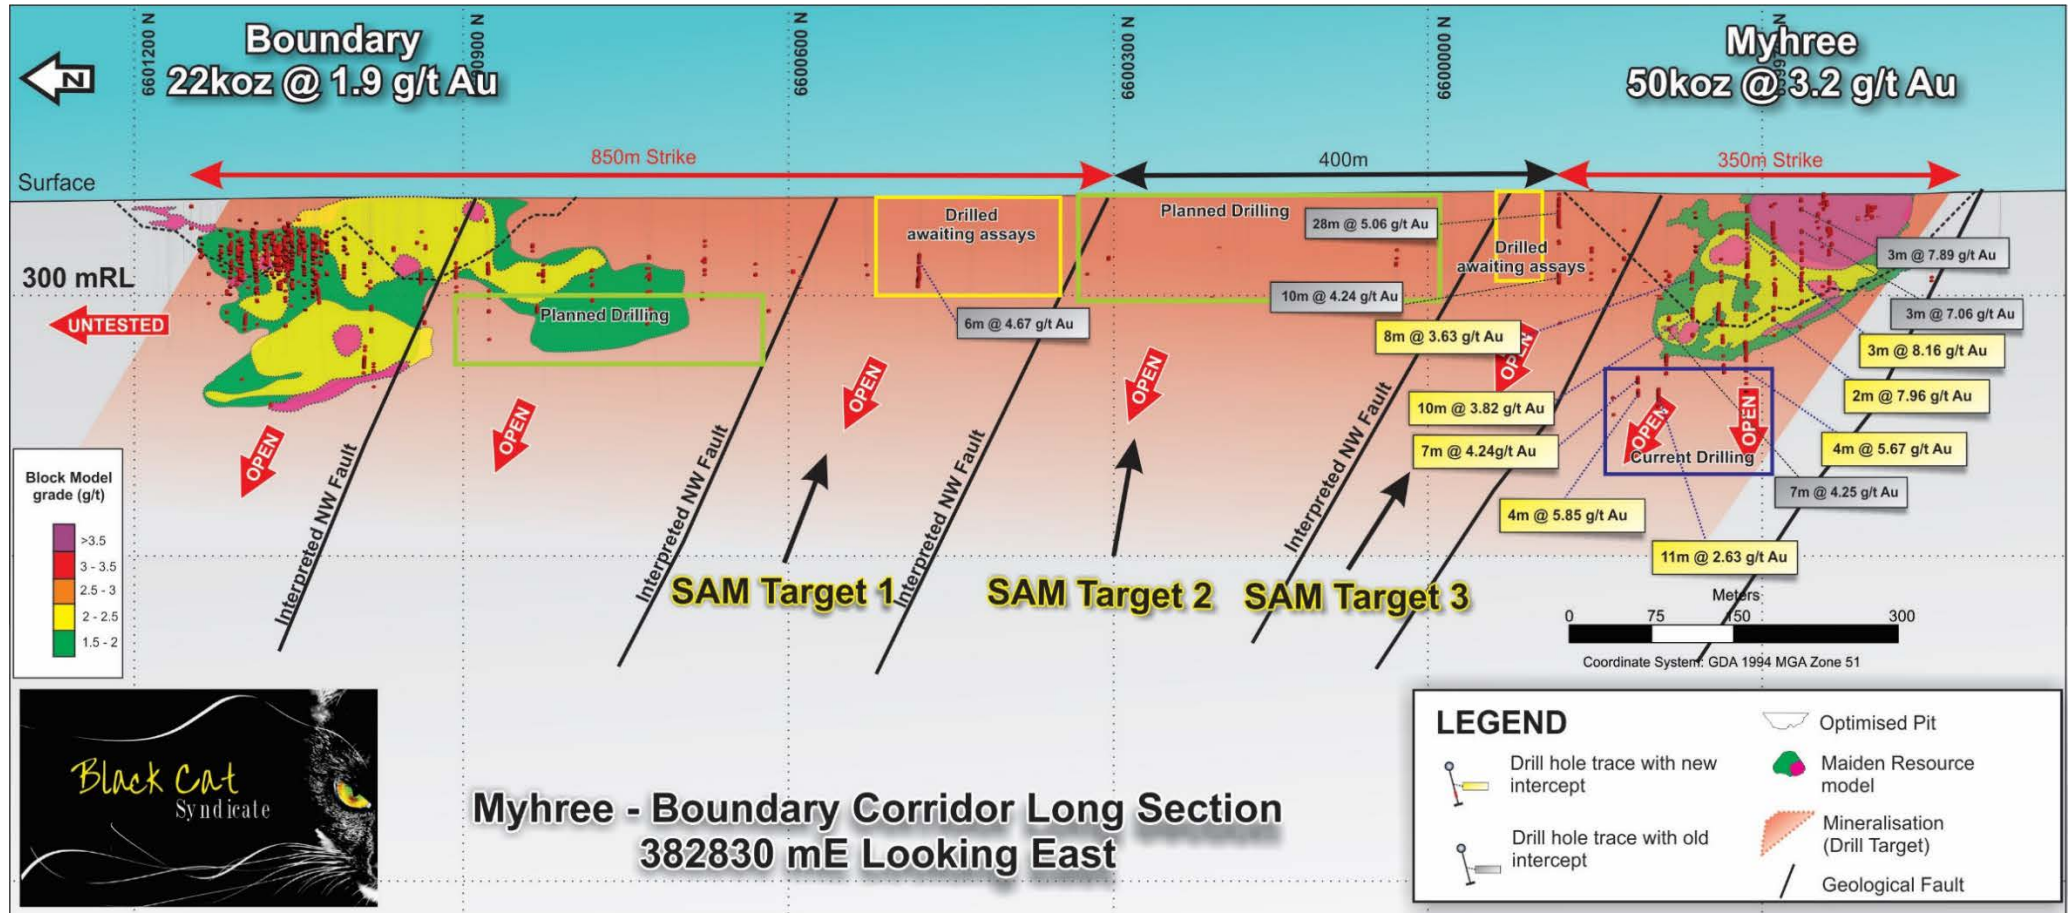 6601200 N
6600600 N
6600300 N
6600000 N
N
Boundary
22koz @ 1.9 g/t Au
Myhree
50koz @ 3.2 g/t Au
850m Strike
400m
350m Strike
Surface
300 mRL
UNTESTED
Drilled
awaiting assays
Planned Drilling
28m @ 5.06 g/t Au
Drilled
awaiting assays
3m @ 7.89 g/t Au
10m @ 4.24 g/t Au
Planned Drilling
6m @ 4.67 g/t Au
3m @ 7.06 g/t Au
8m @ 3.63 g/t Au
3m @ 8.16 g/t Au
2m @ 7.96 g/t Au
10m @ 3.82 g/t Au
7m @ 4.24g/t Au
4m @ 5.67 g/t Au
Current Drilling
7m @ 4.25 g/t Au
4m @ 5.85 g/t Au
11m @ 2.63 g/t Au
OPEN
OPEN
OPEN
OPEN
OPEN
OPEN
OPEN
Interpreted NW Fault
Interpreted NW Fault
Interpreted NW Fault
Interpreted NW Fault
SAM Target 1
SAM Target 2
SAM Target 3
Block Model
grade (g/t)
>3.5
3 - 3.5
2.5 - 3
2 - 2.5
1.5 - 2
Meters
0 75 150 300
Coordinate System: GDA 1994 MGA Zone 51
Black Cat
Syndicate
Myhree - Boundary Corridor Long Section
382830 mE Looking East
LEGEND
Drill hole trace with new
intercept
Drill hole trace with old
intercept
Optimised Pit
Maiden Resource
model
Mineralisation
(Drill Target)
Geological Fault